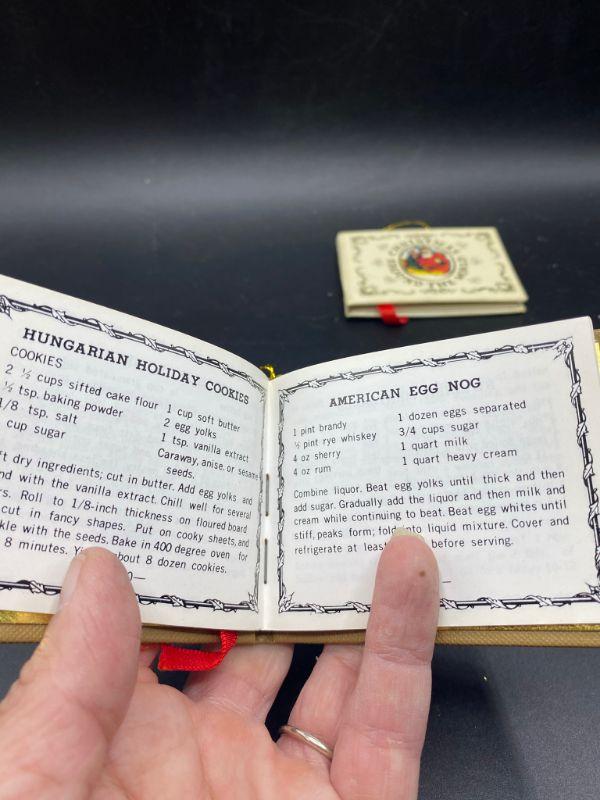 HUNGARIAN HOLIDAY COOKIES
COOKIES
2 ½ cups sifted cake flour
½ tsp. baking powder
1/8 tsp. salt
cup sugar
1 cup soft butter
2 egg yolks
1 tsp. vanilla extract
Caraway, anise, or sesame
seeds.
dry ingredients; cut in butter. Add egg yolks and
with the vanilla extract. Chill well for several
Roll to 1/8-inch thickness on floured board
cut in fancy shapes. Put on cooky sheets, and
with the seeds. Bake in 400 degree oven for
8 minutes. about 8 dozen cookies.
AMERICAN EGG NOG
1 pint brandy
½ pint rye whiskey
4 oz sherry
4 oz rum
1 dozen eggs separated
3/4 cups sugar
1 quart milk
1 quart heavy cream
Combine liquor. Beat egg yolks until thick and then
add sugar. Gradually add the liquor and then milk and
cream while continuing to beat. Beat egg whites until
stiff, peaks form; fold into liquid mixture. Cover and
refrigerate at least before serving.